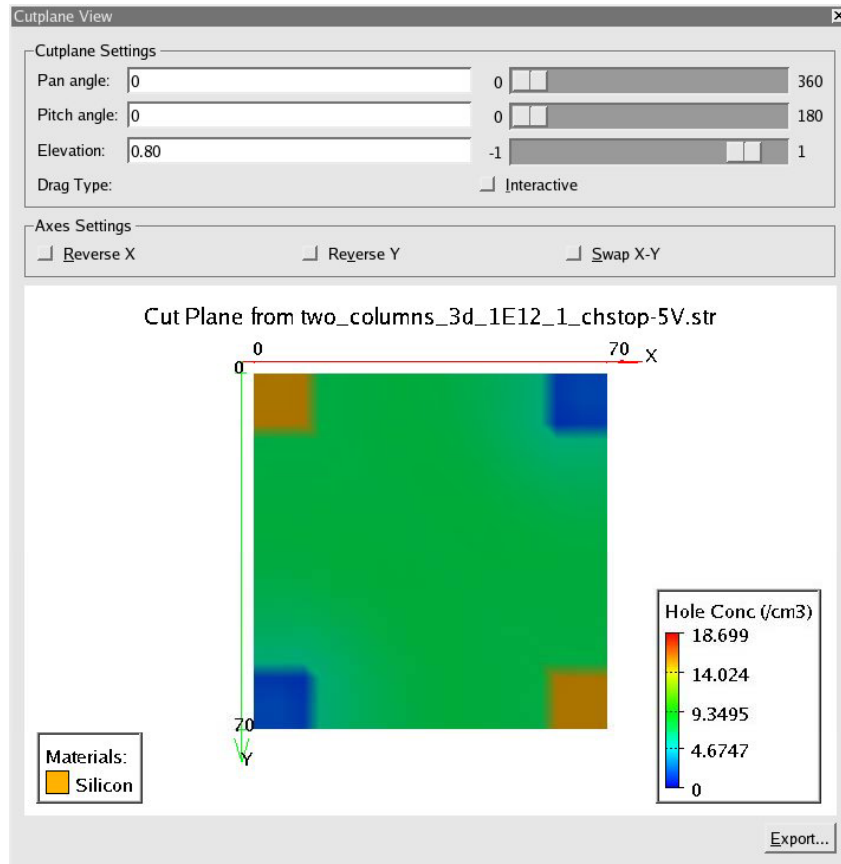 Cutplane View
Cutplane Settings
Pan angle: 0 0 360
Pitch angle: 0 0 180
Elevation: 0.80 -1 1
Drag Type: Interactive
Axes Settings
Reverse X Reverse Y Swap X-Y
Cut Plane from two_columns_3d_1E12_1_chstop-5V.str
0 70 X
0
70
Y
Materials:
Silicon
Hole Conc (/cm3)
18.699
14.024
9.3495
4.6747
0
Export...